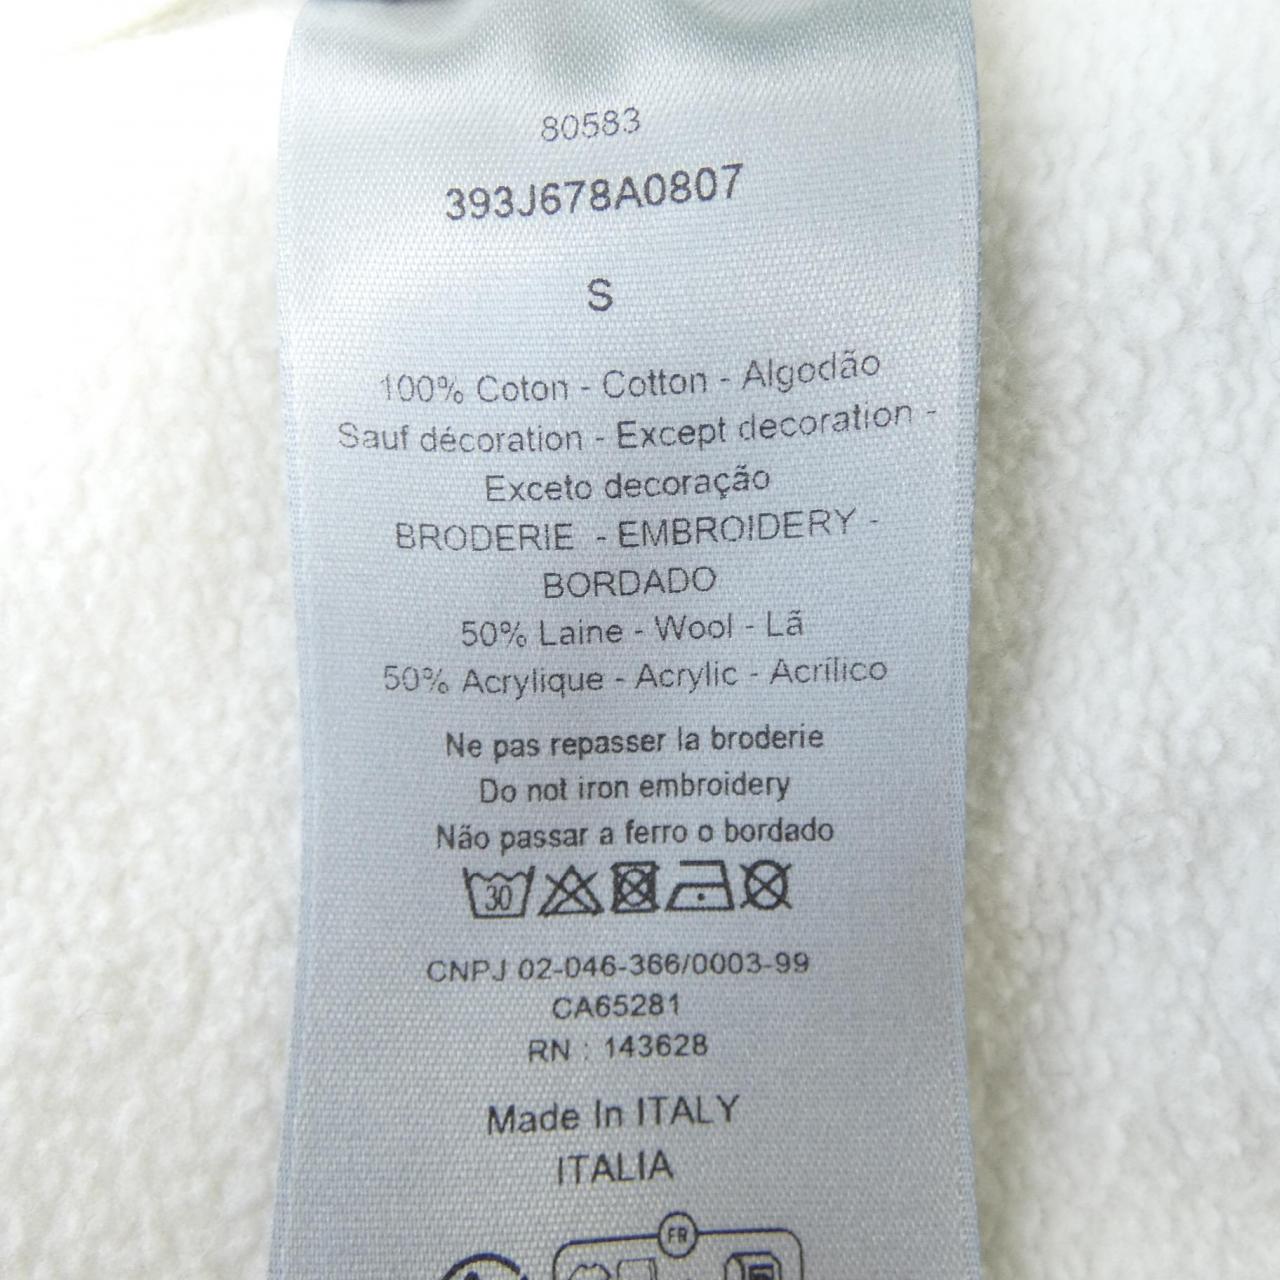 80583
393J678A0807
S
100% Coton - Cotton - Algodão
Sauf décoration - Except decoration -
Exceto decoração
BRODERIE - EMBROIDERY -
BORDADO
50% Laine - Wool - Lã
50% Acrylique - Acrylic - Acrílico
Ne pas repasser la broderie
Do not iron embroidery
Não passar a ferro o bordado
30
CNPJ 02-046-366/0003-99
CA65281
RN : 143628
Made In ITALY
ITALIA
FR